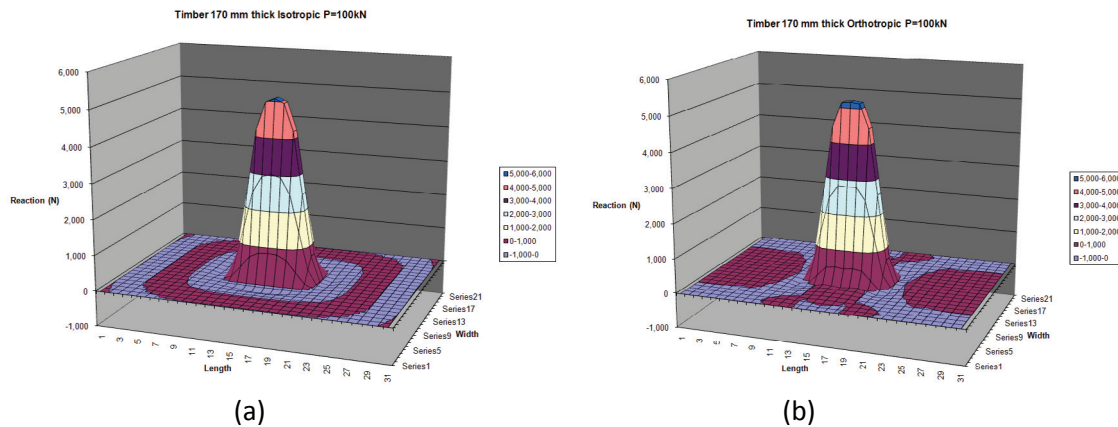 Timber 170 mm thick Isotropic P=100kN
6,000
5,000
4,000
3,000
2,000
1,000
0
-1,000
Reaction (N)
1
3
5
7
9
11
13
15
17
19
21
23
25
27
29
31
Length
Series1
Series5
Series9
Series13
Series17
Series21
Width
5,000-6,000
4,000-5,000
3,000-4,000
2,000-3,000
1,000-2,000
0-1,000
-1,000-0
(a)
Timber 170 mm thick Orthotropic P=100kN
6,000
5,000
4,000
3,000
2,000
1,000
0
-1,000
Reaction (N)
1
3
5
7
9
11
13
15
17
19
21
23
25
27
29
31
Length
Series1
Series5
Series9
Series13
Series17
Series21
Width
5,000-6,000
4,000-5,000
3,000-4,000
2,000-3,000
1,000-2,000
0-1,000
-1,000-0
(b)